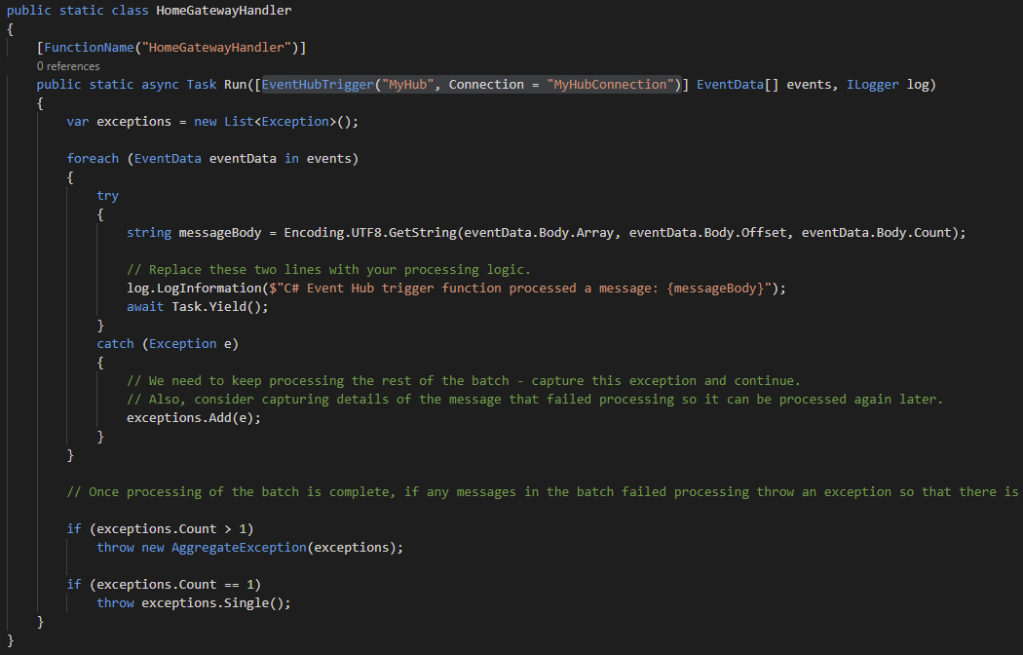 public static class HomeGatewayHandler
{
[FunctionName("HomeGatewayHandler")]
0 references
public static async Task Run([EventHubTrigger("MyHub", Connection = "MyHubConnection")] EventData[] events, ILogger log)
{
var exceptions = new List<Exception>();
foreach (EventData eventData in events)
{
try
{
string messageBody = Encoding.UTF8.GetString(eventData.Body.Array, eventData.Body.Offset, eventData.Body.Count);
// Replace these two lines with your processing logic.
log.LogInformation($"C# Event Hub trigger function processed a message: {messageBody}");
await Task.Yield();
}
catch (Exception e)
{
// We need to keep processing the rest of the batch - capture this exception and continue.
// Also, consider capturing details of the message that failed processing so it can be processed again later.
exceptions.Add(e);
}
}
// Once processing of the batch is complete, if any messages in the batch failed processing throw an exception so that there is
if (exceptions.Count > 1)
throw new AggregateException(exceptions);
if (exceptions.Count == 1)
throw exceptions.Single();
}
}